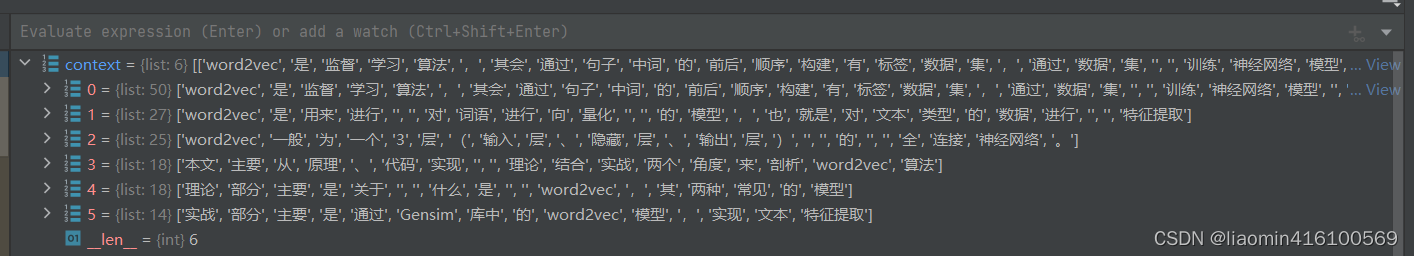 Evaluate expression (Enter) or add a watch (Ctrl+Shift+Enter)
context = {list: 6} [['word2vec', '是', '监督', '学习', '算法', '，', '其会', '通过', '句子', '中词', '的', '前后', '顺序', '构建', '有', '标签', '数据', '集', '，', '通过', '数据', '集', '', '', '训练', '神经网络', '模型', ... View
0 = {list: 50} ['word2vec', '是', '监督', '学习', '算法', '，', '其会', '通过', '句子', '中词', '的', '前后', '顺序', '构建', '有', '标签', '数据', '集', '，', '通过', '数据', '集', '', '', '训练', '神经网络', '模型', '', ... View
1 = {list: 27} ['word2vec', '是', '用来', '进行', '', '', '对', '词语', '进行', '向', '量化', '', '', '的', '模型', '，', '也', '就是', '对', '文本', '类型', '的', '数据', '进行', '', '', '特征提取']
2 = {list: 25} ['word2vec', '一般', '为', '一个', '3', '层', '（', '输入', '层', '、', '隐藏', '层', '、', '输出', '层', '）', '', '', '的', '', '', '全', '连接', '神经网络', '。']
3 = {list: 18} ['本文', '主要', '从', '原理', '、', '代码', '实现', '', '', '理论', '结合', '实战', '两个', '角度', '来', '剖析', 'word2vec', '算法']
4 = {list: 18} ['理论', '部分', '主要', '是', '关于', '', '', '什么', '是', '', '', 'word2vec', '，', '其', '两种', '常见', '的', '模型']
5 = {list: 14} ['实战', '部分', '主要', '是', '通过', 'Gensim', '库中', '的', 'word2vec', '模型', '，', '实现', '文本', '特征提取']
__len__ = {int} 6
CSDN @liaomin416100569